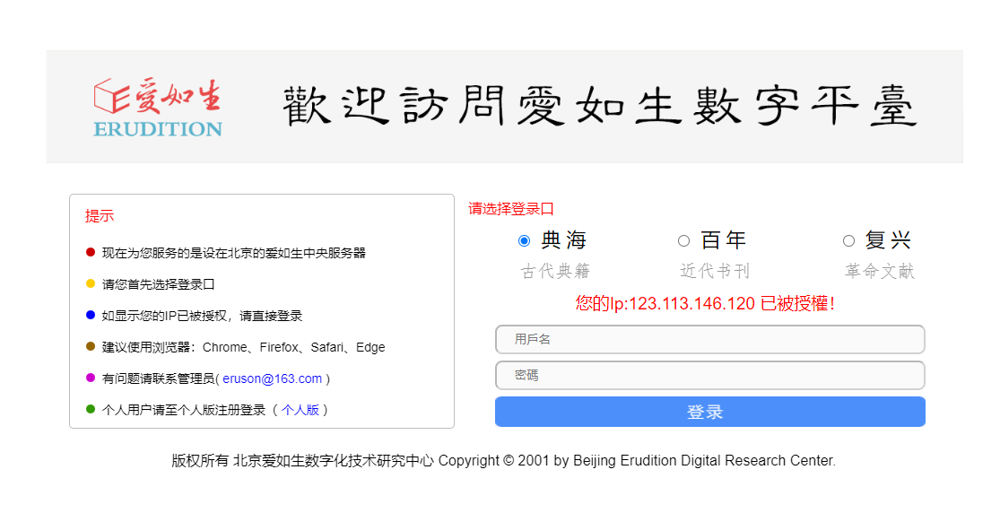 愛如生
ERUDITION
歡迎訪問愛如生數字平臺
提示
现在为您服务的是设在北京的爱如生中央服务器
请您首先选择登录口
如显示您的IP已被授权，请直接登录
建议使用浏览器：Chrome、Firefox、Safari、Edge
有问题请联系管理员( eruson@163.com )
个人用户请至个人版注册登录（ 个人版 ）
请选择登录口
典海 百年 复兴
古代典籍 近代书刊 革命文献
您的Ip:123.113.146.120 已被授權！
用戶名
密碼
登录
版权所有 北京爱如生数字化技术研究中心 Copyright © 2001 by Beijing Erudition Digital Research Center.